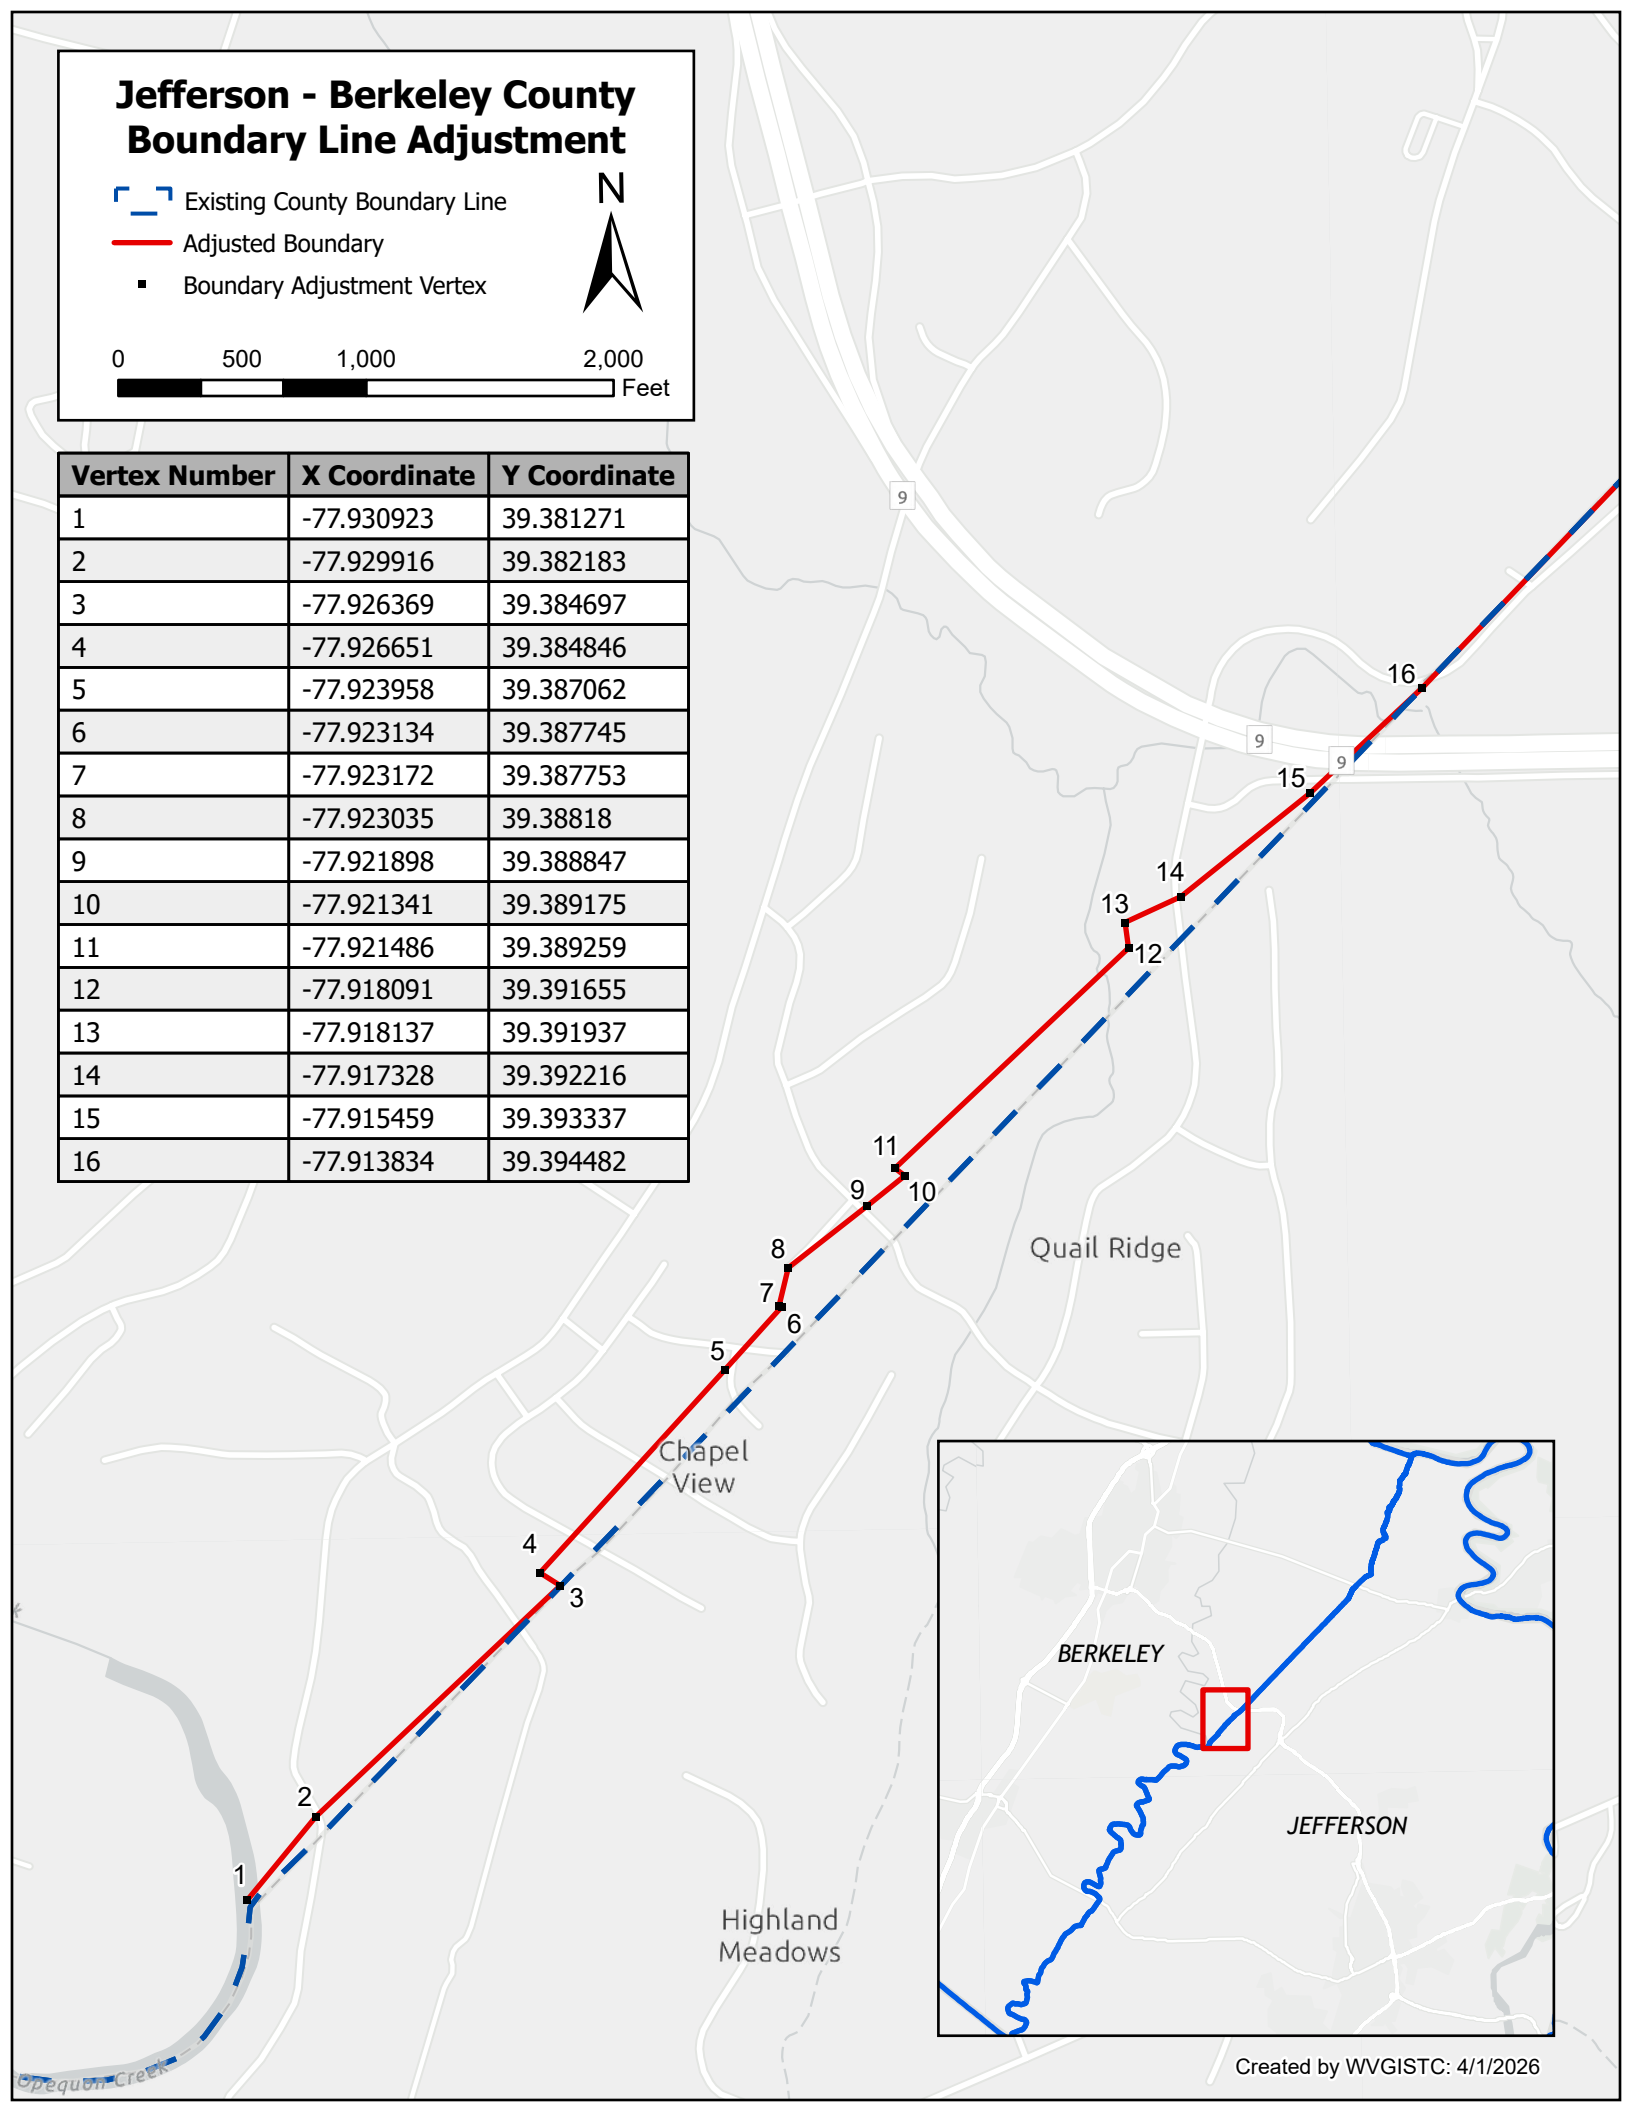 Jefferson - Berkeley County
Boundary Line Adjustment
N
Existing County Boundary Line
Adjusted Boundary
Boundary Adjustment Vertex
0 500 1,000 2,000
Feet
Vertex Number X Coordinate Y Coordinate
1 -77.930923 39.381271
2 -77.929916 39.382183
3 -77.926369 39.384697
4 -77.926651 39.384846
5 -77.923958 39.387062
6 -77.923134 39.387745
7 -77.923172 39.387753
8 -77.923035 39.38818
9 -77.921898 39.388847
10 -77.921341 39.389175
11 -77.921486 39.389259
12 -77.918091 39.391655
13 -77.918137 39.391937
14 -77.917328 39.392216
15 -77.915459 39.393337
16 -77.913834 39.394482
9
16
9
9
15
14
13
12
11
10
9
8
7
6
5
4
3
2
1
Quail Ridge
Chapel
View
Highland
Meadows
Opequon Creek
BERKELEY
JEFFERSON
Created by WVGISTC: 4/1/2026